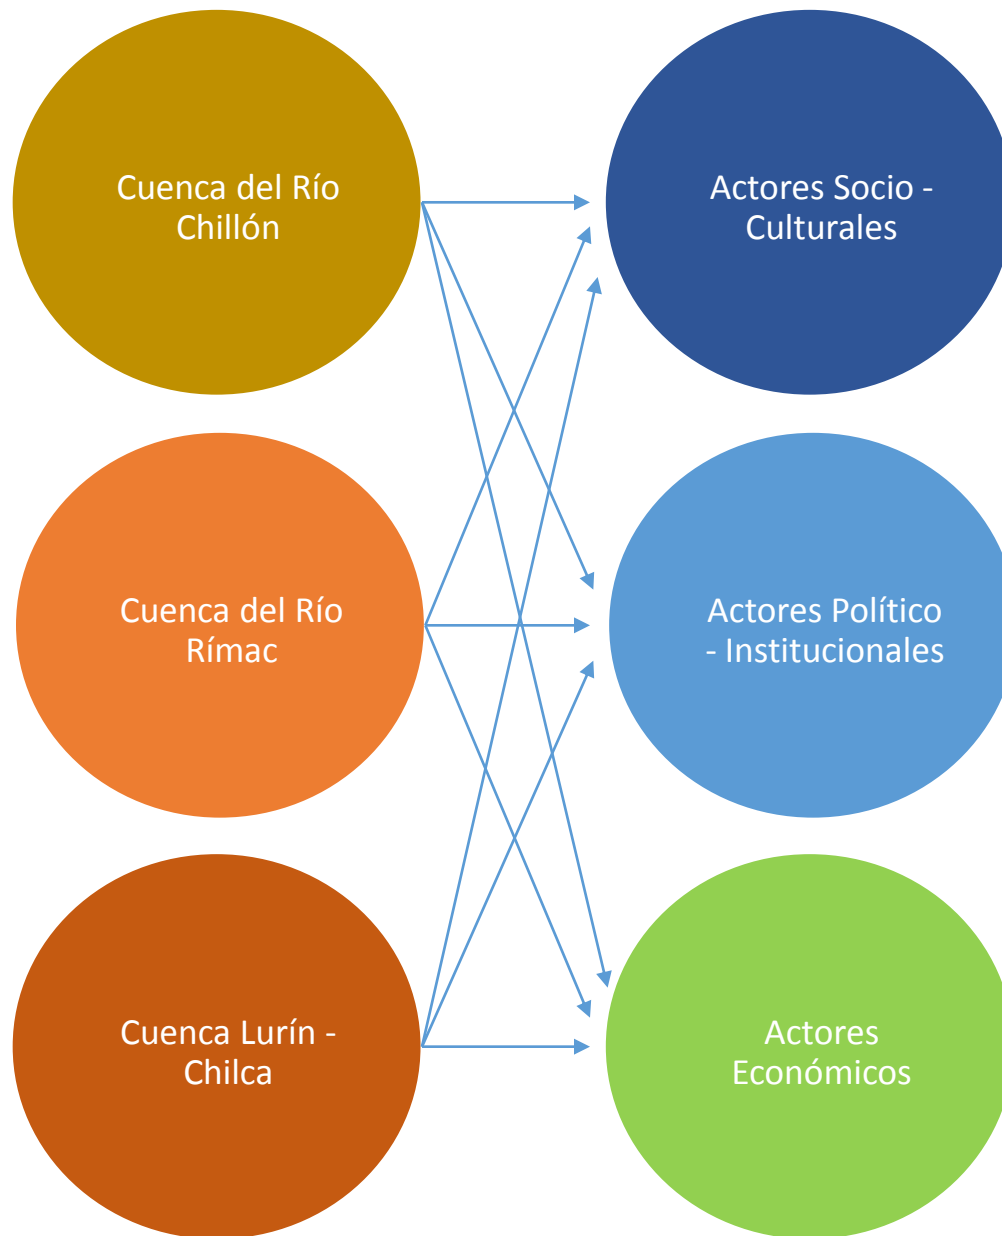 Cuenca del Río
Chillón
Actores Socio -
Culturales
Cuenca del Río
Rímac
Actores Político
- Institucionales
Cuenca Lurín -
Chilca
Actores
Económicos